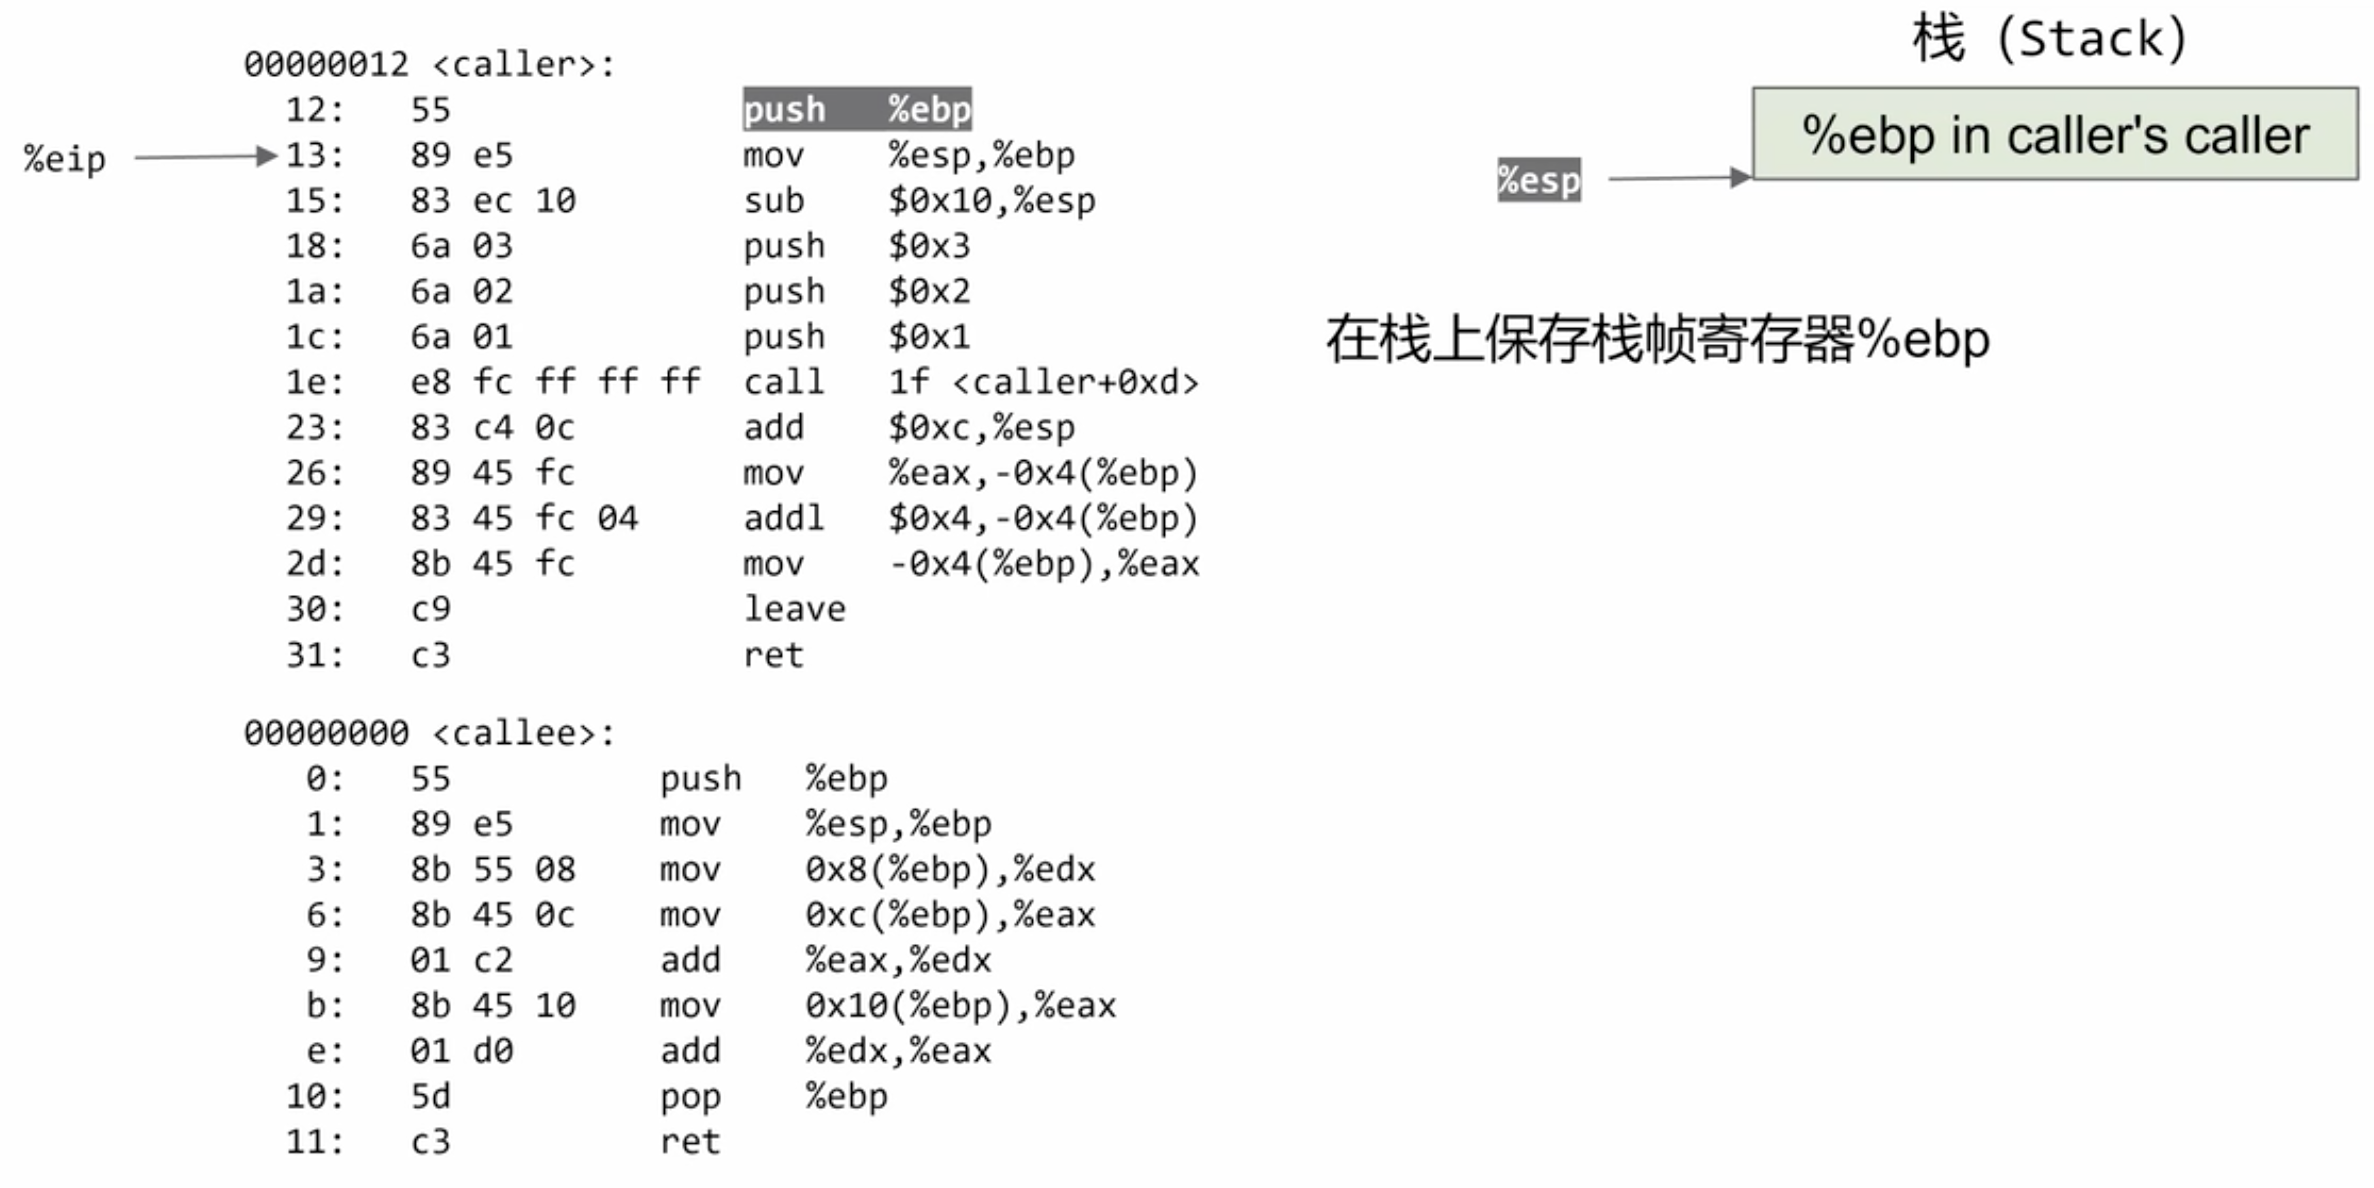 00000012 <caller>:
12: 55 push %ebp
%eip 13: 89 e5 mov %esp,%ebp
15: 83 ec 10 sub $0x10,%esp
18: 6a 03 push $0x3
1a: 6a 02 push $0x2
1c: 6a 01 push $0x1
1e: e8 fc ff ff ff call 1f <caller+0xd>
23: 83 c4 0c add $0xc,%esp
26: 89 45 fc mov %eax,-0x4(%ebp)
29: 83 45 fc 04 addl $0x4,-0x4(%ebp)
2d: 8b 45 fc mov -0x4(%ebp),%eax
30: c9 leave
31: c3 ret
00000000 <callee>:
0: 55 push %ebp
1: 89 e5 mov %esp,%ebp
3: 8b 55 08 mov 0x8(%ebp),%edx
6: 8b 45 0c mov 0xc(%ebp),%eax
9: 01 c2 add %eax,%edx
b: 8b 45 10 mov 0x10(%ebp),%eax
e: 01 d0 add %edx,%eax
10: 5d pop %ebp
11: c3 ret
栈（Stack）
%ebp in caller's caller
%esp
在栈上保存栈帧寄存器%ebp